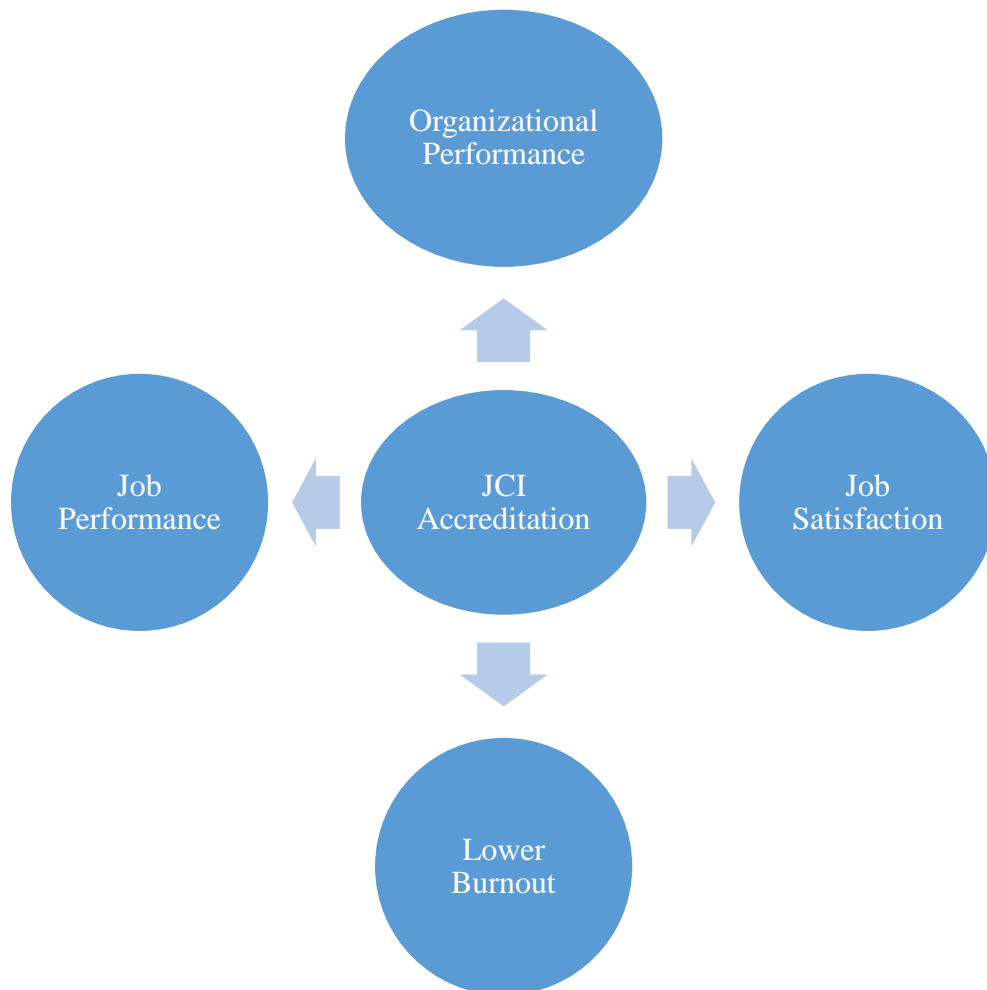 Organizational
Performance
Job
Performance
JCI
Accreditation
Job
Satisfaction
Lower
Burnout